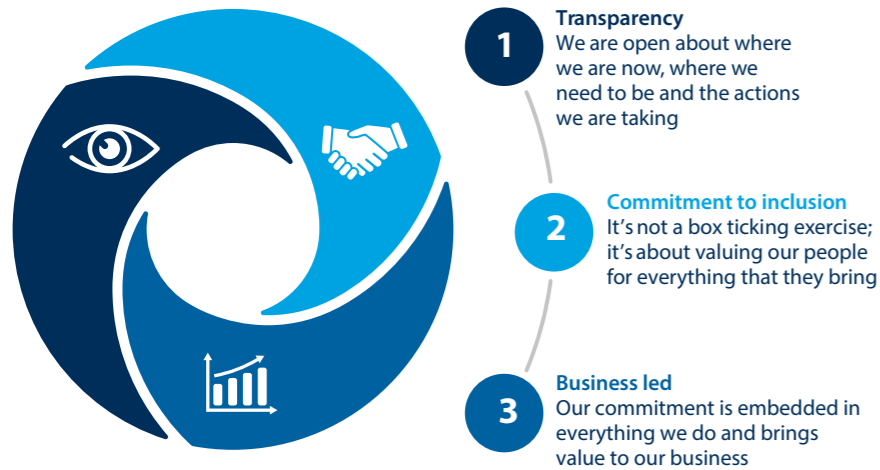 1
Transparency
We are open about where
we are now, where we
need to be and the actions
we are taking
2
Commitment to inclusion
It’s not a box ticking exercise;
it’s about valuing our people
for everything that they bring
3
Business led
Our commitment is embedded in
everything we do and brings
value to our business